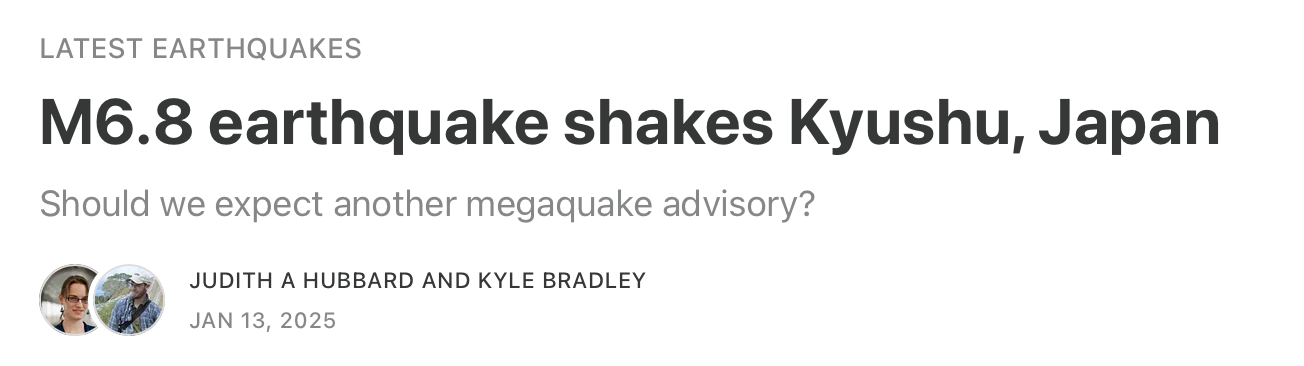 LATEST EARTHQUAKES
M6.8 earthquake shakes Kyushu, Japan
Should we expect another megaquake advisory?
JUDITH A HUBBARD AND KYLE BRADLEY
JAN 13, 2025